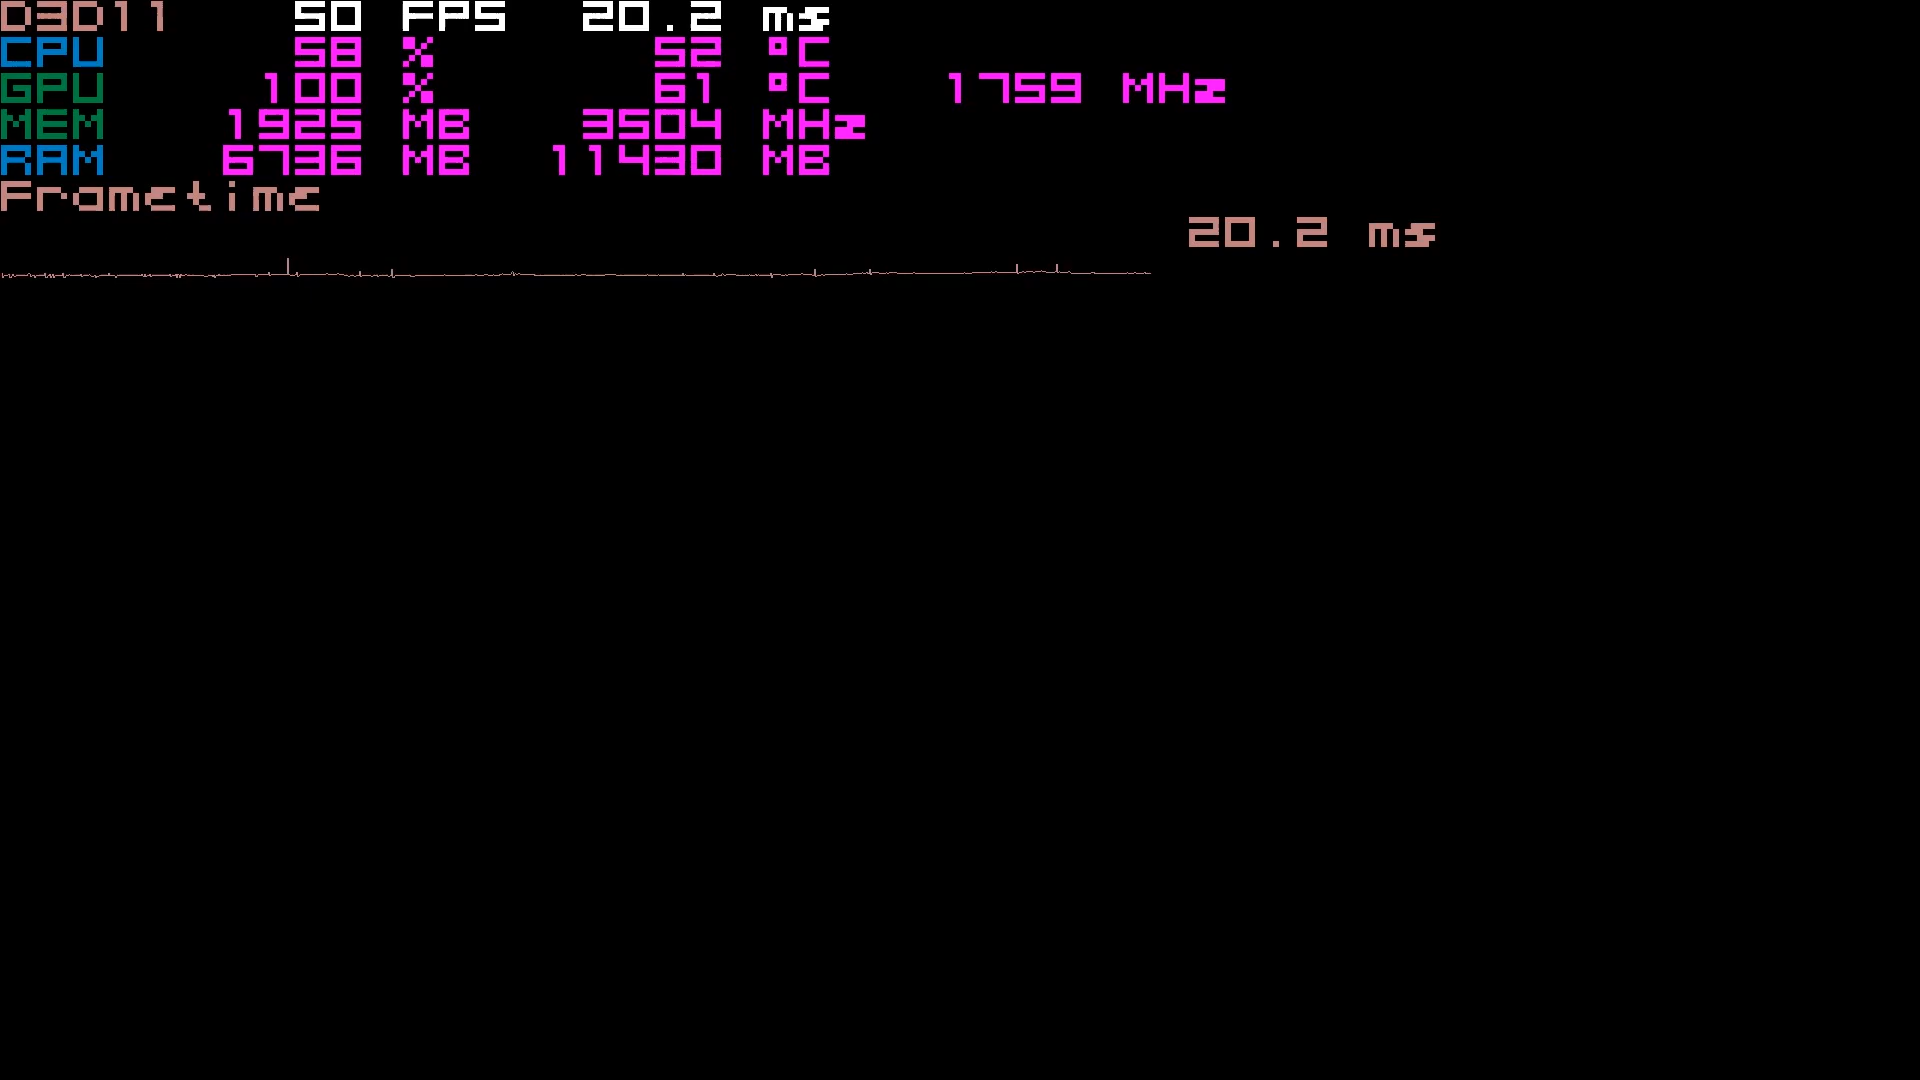 D3D11 50 FPS 20.2 ms
CPU 58 % 52 °C
GPU 100 % 61 °C 1759 MHz
MEM 1925 MB 3504 MHz
RAM 6736 MB 11430 MB
Frametime
20.2 ms